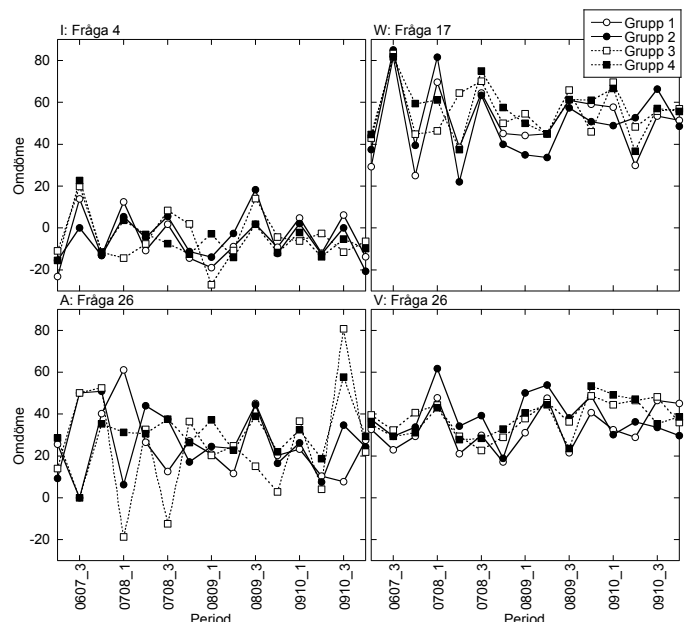 I: Fråga 4
W: Fråga 17
Grupp 1
Grupp 2
Grupp 3
Grupp 4
80
60
40
20
0
-20
Omdöme
A: Fråga 26
V: Fråga 26
80
60
40
20
0
-20
Omdöme
0607_3
0708_1
0708_3
0809_1
0809_3
0910_1
0910_3
0607_3
0708_1
0708_3
0809_1
0809_3
0910_1
0910_3
Period
Period